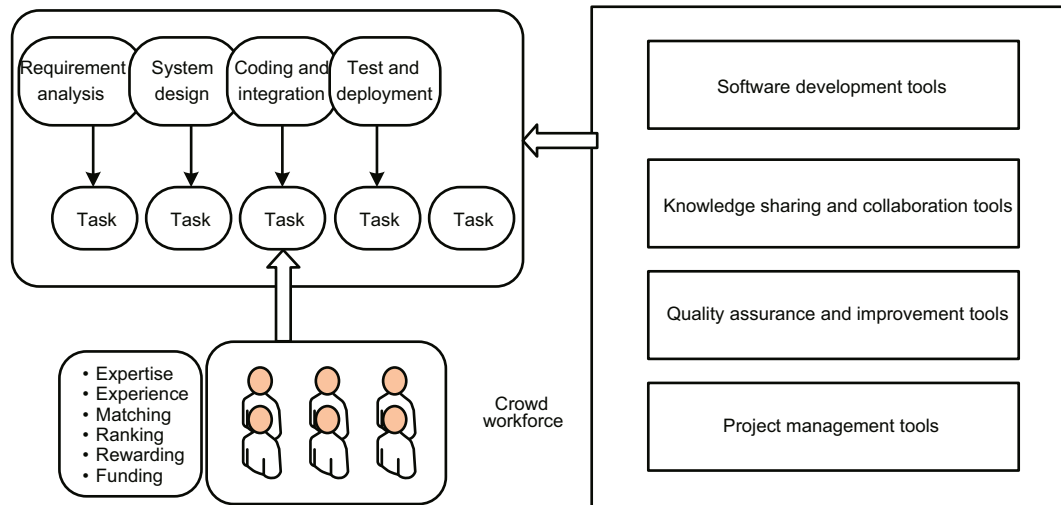 Requirement
analysis
System
design
Coding and
integration
Test and
deployment
Task
Task
Task
Task
Task
• Expertise
• Experience
• Matching
• Ranking
• Rewarding
• Funding
Crowd
workforce
Software development tools
Knowledge sharing and collaboration tools
Quality assurance and improvement tools
Project management tools